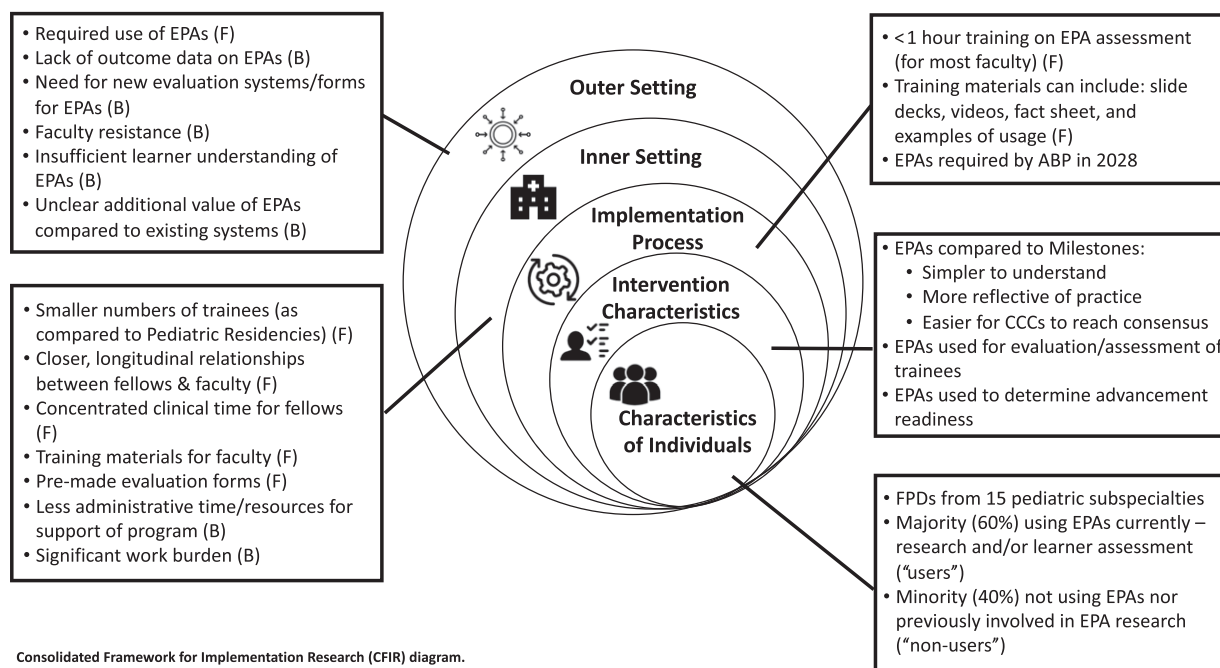 • Required use of EPAs (F)
• Lack of outcome data on EPAs (B)
• Need for new evaluation systems/forms
for EPAs (B)
• Faculty resistance (B)
• Insufficient learner understanding of
EPAs (B)
• Unclear additional value of EPAs
compared to existing systems (B)
• Smaller numbers of trainees (as
compared to Pediatric Residencies) (F)
• Closer, longitudinal relationships
between fellows & faculty (F)
• Concentrated clinical time for fellows
(F)
• Training materials for faculty (F)
• Pre-made evaluation forms (F)
• Less administrative time/resources for
support of program (B)
• Significant work burden (B)
Outer Setting
Inner Setting
Implementation
Process
Intervention
Characteristics
Characteristics
of Individuals
• <1 hour training on EPA assessment
(for most faculty) (F)
• Training materials can include: slide
decks, videos, fact sheet, and
examples of usage (F)
• EPAs required by ABP in 2028
• EPAs compared to Milestones:
• Simpler to understand
• More reflective of practice
• Easier for CCCs to reach consensus
• EPAs used for evaluation/assessment of
trainees
• EPAs used to determine advancement
readiness
• FPDs from 15 pediatric subspecialties
• Majority (60%) using EPAs currently –
research and/or learner assessment
(“users”)
• Minority (40%) not using EPAs nor
previously involved in EPA research
(“non-users”)
Consolidated Framework for Implementation Research (CFIR) diagram.